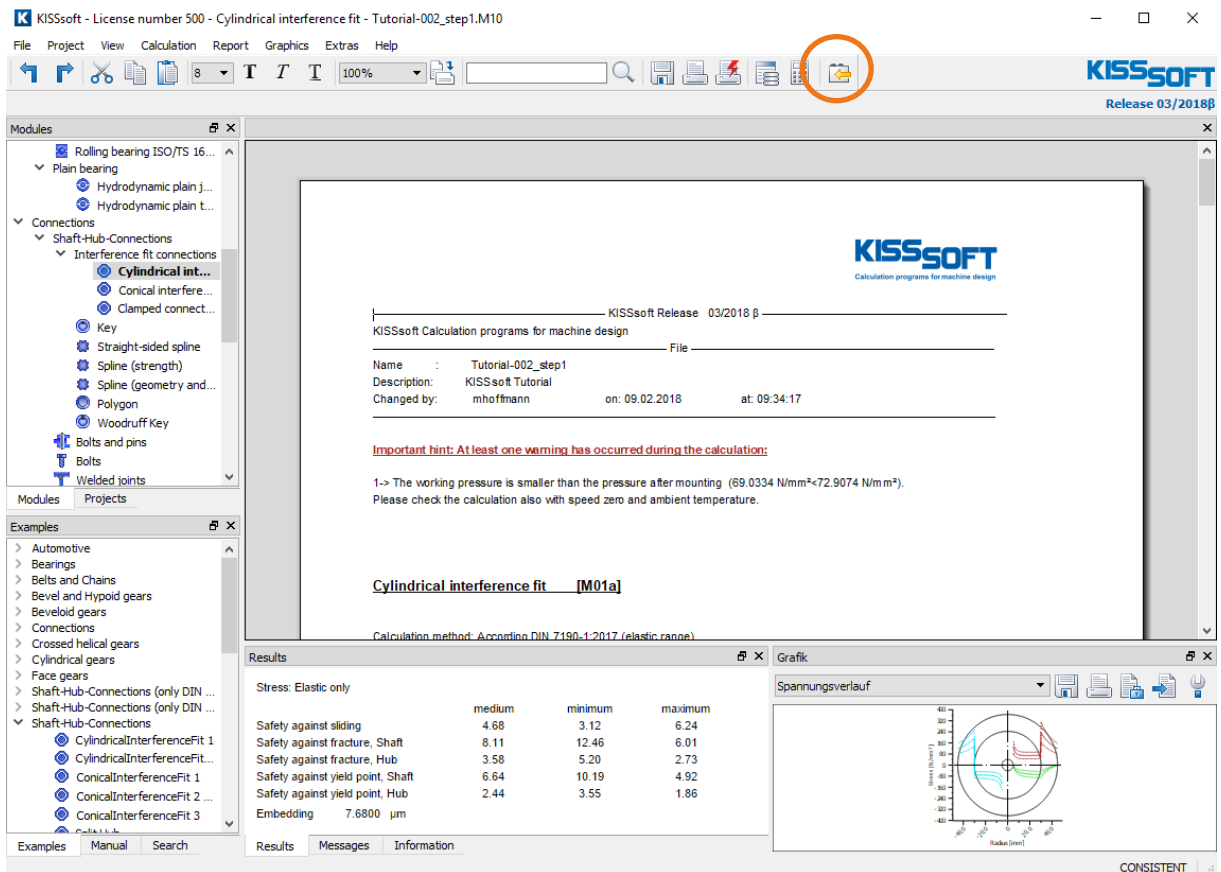 KISSsoft - License number 500 - Cylindrical interference fit - Tutorial-002_step1.M10
File Project View Calculation Report Graphics Extras Help
8 T T T 100%
KISSSOFT
Release 03/2018β
Modules
Rolling bearing ISO/TS 16...
Plain bearing
Hydrodynamic plain j...
Hydrodynamic plain t...
Connections
Shaft-Hub-Connections
Interference fit connections
Cylindrical int...
Conical interfere...
Clamped connect...
Key
Straight-sided spline
Spline (strength)
Spline (geometry and...
Polygon
Woodruff Key
Bolts and pins
Bolts
Welded joints
Modules Projects
Examples
Automotive
Bearings
Belts and Chains
Bevel and Hypoid gears
Beveloid gears
Connections
Crossed helical gears
Cylindrical gears
Face gears
Shaft-Hub-Connections (only DIN ...
Shaft-Hub-Connections (only DIN ...
Shaft-Hub-Connections
CylindricalInterferenceFit 1
CylindricalInterferenceFit...
ConicalInterferenceFit 1
ConicalInterferenceFit 2 ...
ConicalInterferenceFit 3
Examples Manual Search
KISSSOFT
Calculation programs for machine design
KISSsoft Release 03/2018 β
KISSsoft Calculation programs for machine design
File
Name : Tutorial-002_step1
Description: KISSsoft Tutorial
Changed by: mhoffmann on: 09.02.2018 at: 09:34:17
Important hint: At least one warning has occurred during the calculation:
1-> The working pressure is smaller than the pressure after mounting (69.0334 N/mm²<72.9074 N/mm²).
Please check the calculation also with speed zero and ambient temperature.
Cylindrical interference fit [M01a]
Calculation method: According DIN 7190-1:2017 (elastic range)
Results
Stress: Elastic only
medium minimum maximum
Safety against sliding 4.68 3.12 6.24
Safety against fracture, Shaft 8.11 12.46 6.01
Safety against fracture, Hub 3.58 5.20 2.73
Safety against yield point, Shaft 6.64 10.19 4.92
Safety against yield point, Hub 2.44 3.55 1.86
Embedding 7.6800 µm
Results Messages Information
Grafik
Spannungsverlauf
Radius [mm]
CONSISTENT